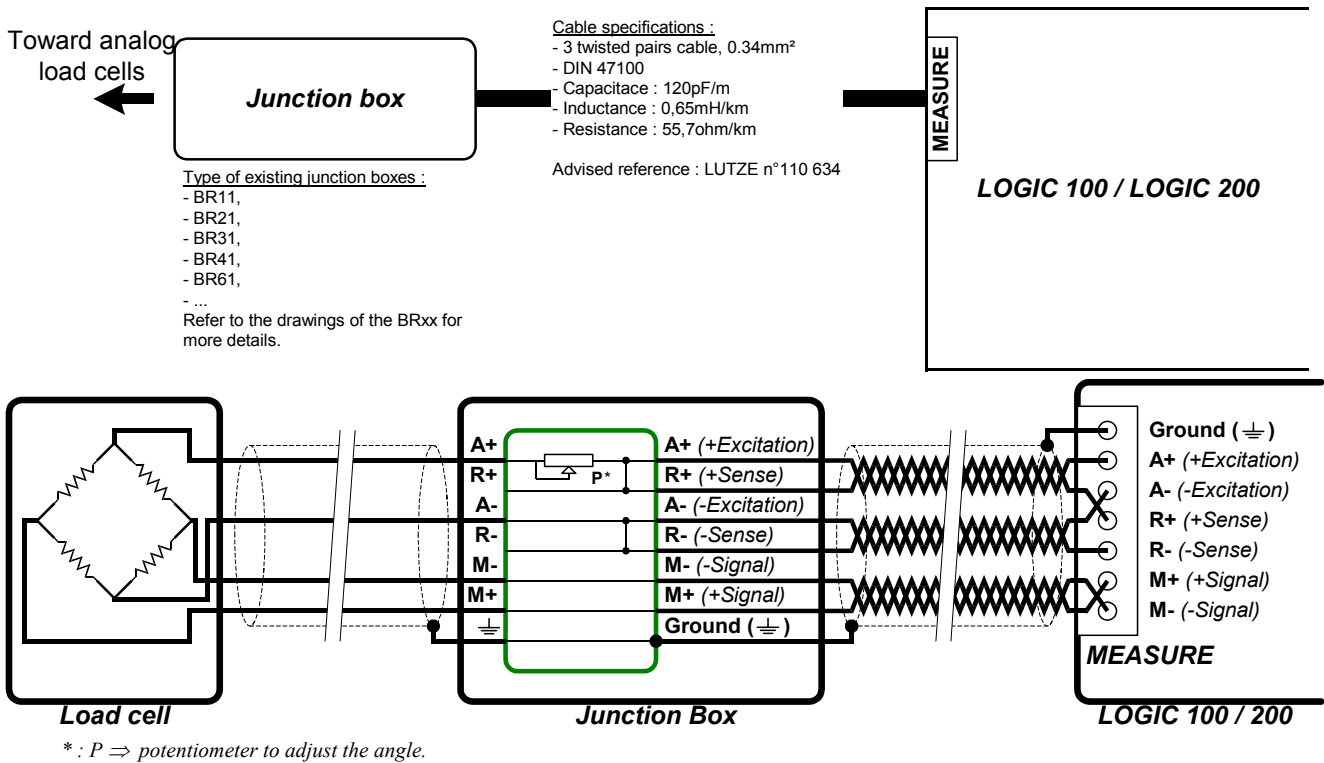 Toward analog
load cells
Junction box
Type of existing junction boxes :
- BR11,
- BR21,
- BR31,
- BR41,
- BR61,
- ...
Refer to the drawings of the BRxx for
more details.
Cable specifications :
- 3 twisted pairs cable, 0.34mm²
- DIN 47100
- Capacitace : 120pF/m
- Inductance : 0,65mH/km
- Resistance : 55,7ohm/km
Advised reference : LUTZE n°110 634
MEASURE
LOGIC 100 / LOGIC 200
A+
R+
A-
R-
M-
M+
P*
A+ (+Excitation)
R+ (+Sense)
A- (-Excitation)
R- (-Sense)
M- (-Signal)
M+ (+Signal)
Ground (⏚)
Ground (⏚)
A+ (+Excitation)
A- (-Excitation)
R+ (+Sense)
R- (-Sense)
M+ (+Signal)
M- (-Signal)
MEASURE
Load cell
Junction Box
LOGIC 100 / 200
* : P ⇒ potentiometer to adjust the angle.